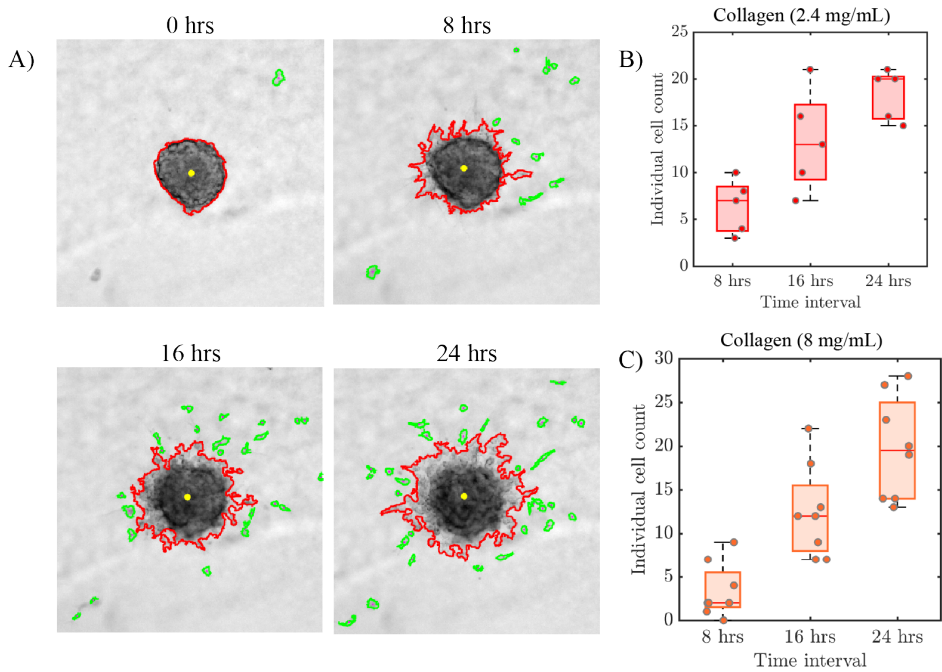 A)
0 hrs
8 hrs
16 hrs
24 hrs
B)
Collagen (2.4 mg/mL)
Individual cell count
25
20
15
10
5
0
8 hrs
16 hrs
24 hrs
Time interval
C)
Collagen (8 mg/mL)
Individual cell count
30
25
20
15
10
5
0
8 hrs
16 hrs
24 hrs
Time interval